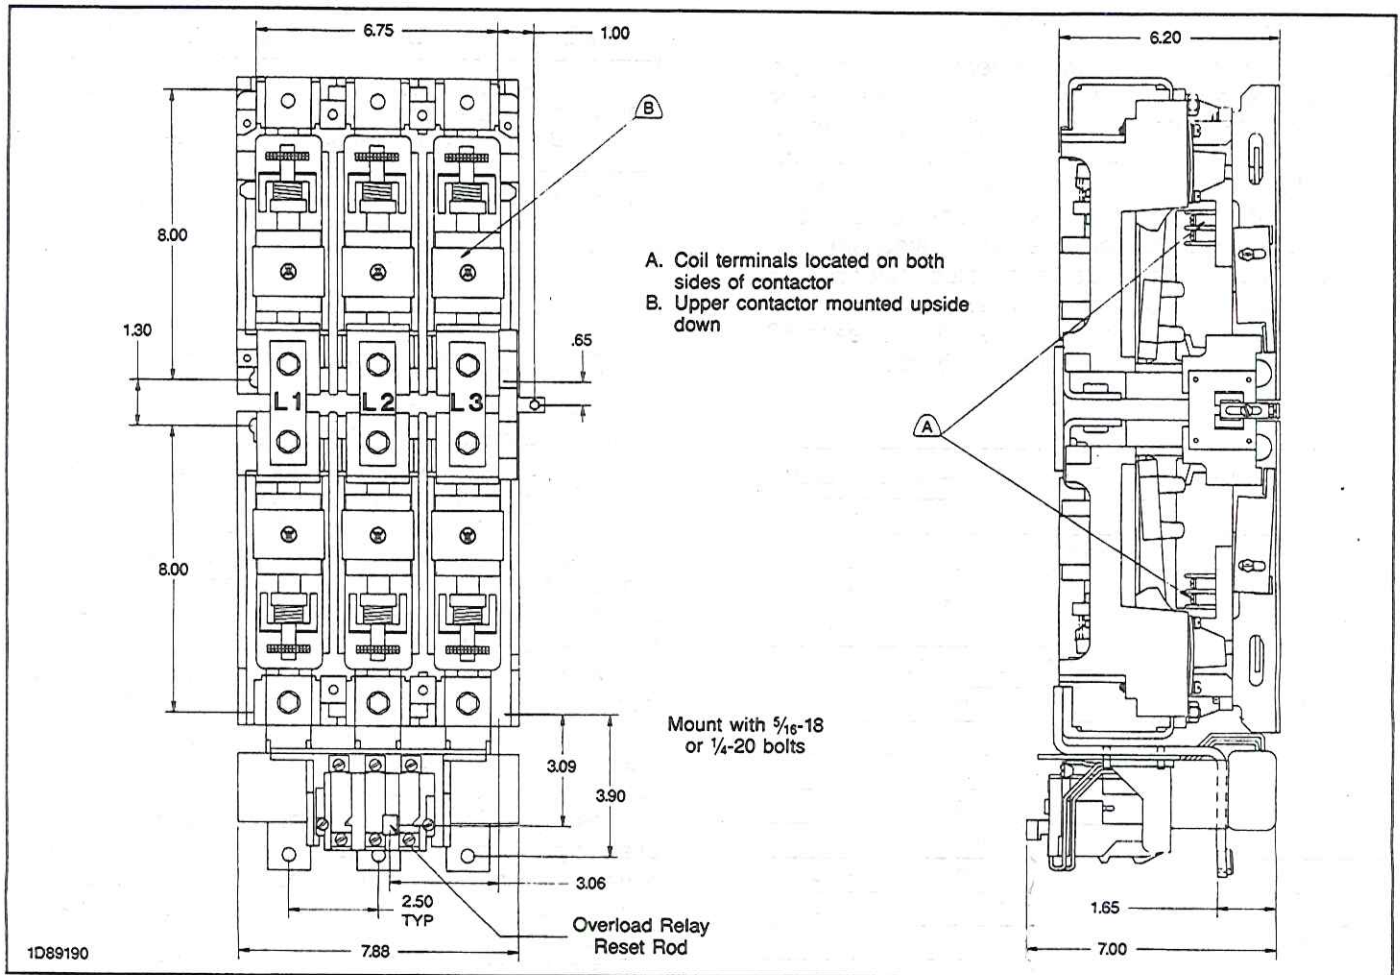 6.75
1.00
6.20
B
8.00
A. Coil terminals located on both
sides of contactor
B. Upper contactor mounted upside
down
1.30
.65
L1
L2
L3
A
8.00
Mount with 5/16-18
or 1/4-20 bolts
3.09
3.90
3.06
2.50
TYP
1.65
Overload Relay
Reset Rod
7.88
7.00
1D89190